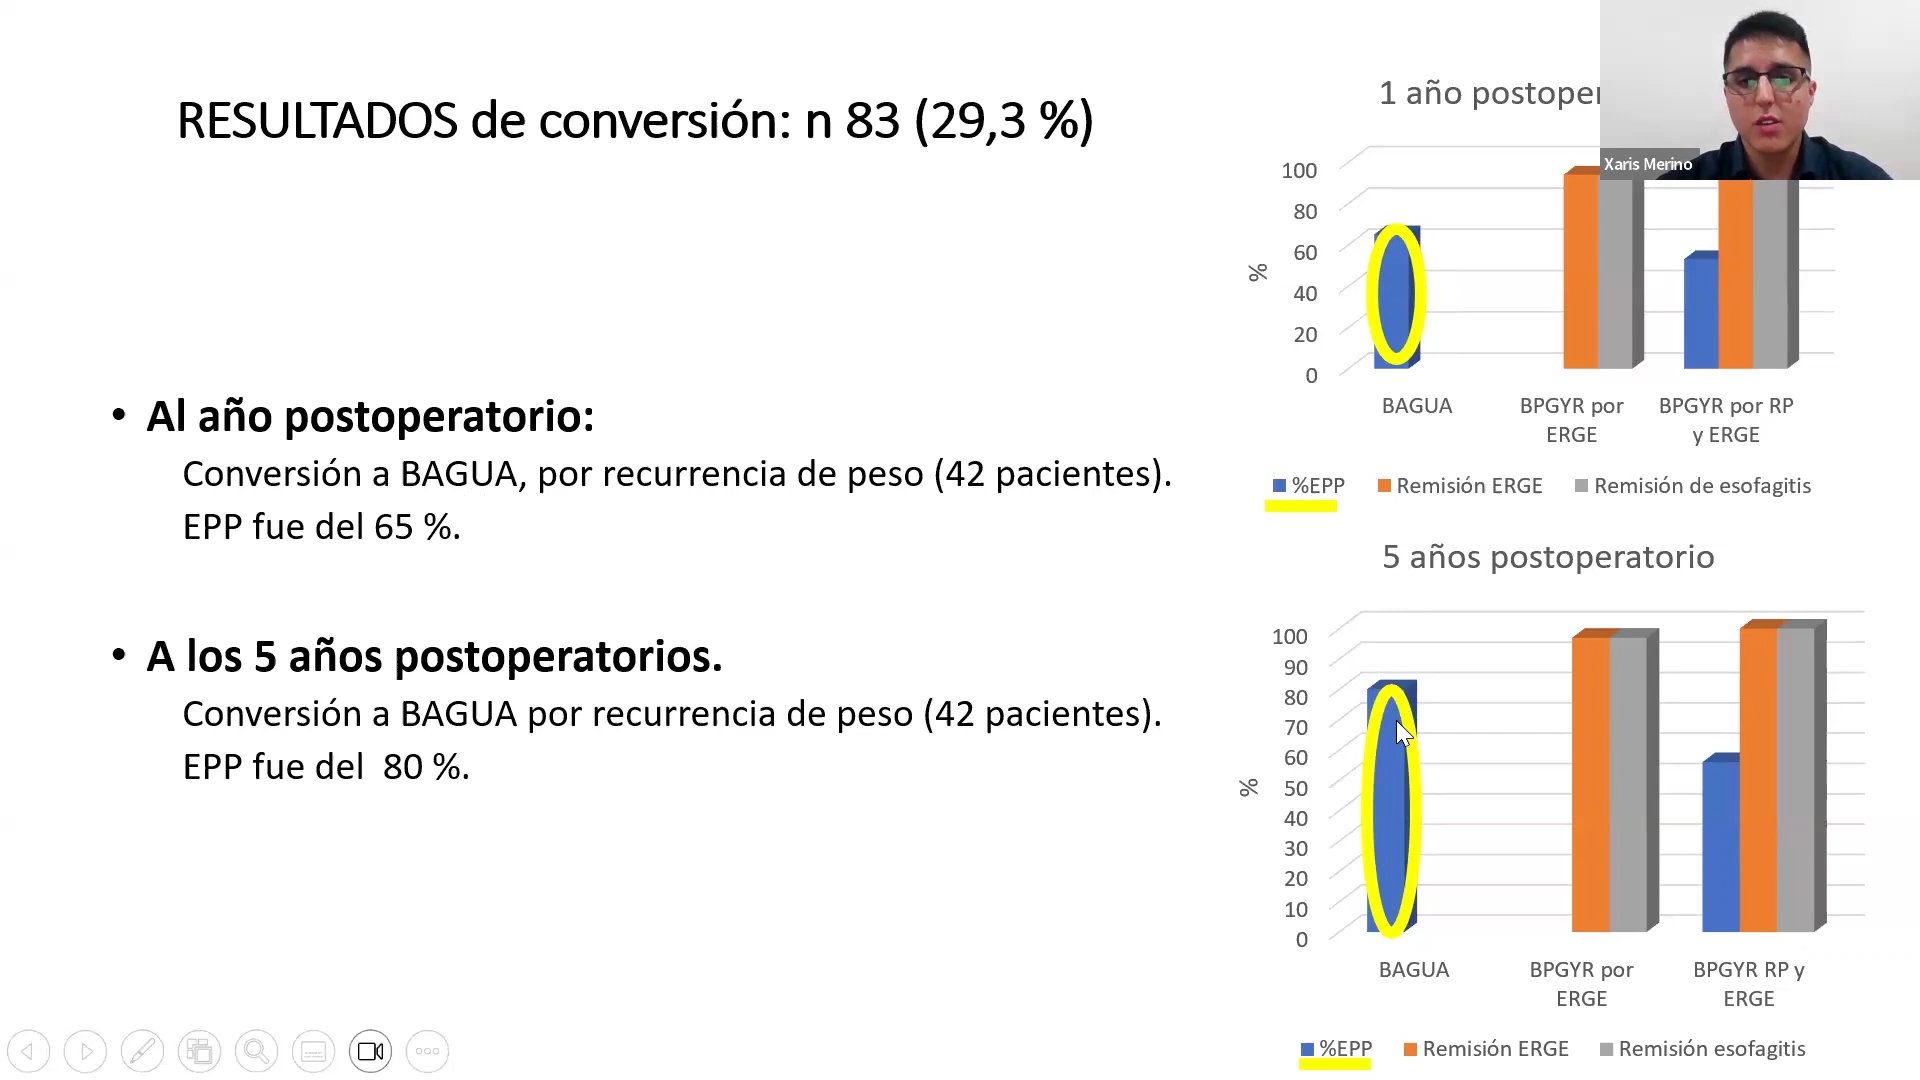 RESULTADOS de conversión: n 83 (29,3 %)
• Al año postoperatorio:
Conversión a BAGUA, por recurrencia de peso (42 pacientes).
EPP fue del 65 %.
• A los 5 años postoperatorios.
Conversión a BAGUA por recurrencia de peso (42 pacientes).
EPP fue del 80 %.
1 año
Xaris Merino
100
80
60
40
20
0
%
BAGUA
BPGYR por
ERGE
BPGYR por RP
y ERGE
%EPP Remisión ERGE Remisión de esofagitis
5 años postoperatorio
100
90
80
70
60
50
40
30
20
10
0
%
BAGUA
BPGYR por
ERGE
BPGYR RP y
ERGE
%EPP Remisión ERGE Remisión esofagitis